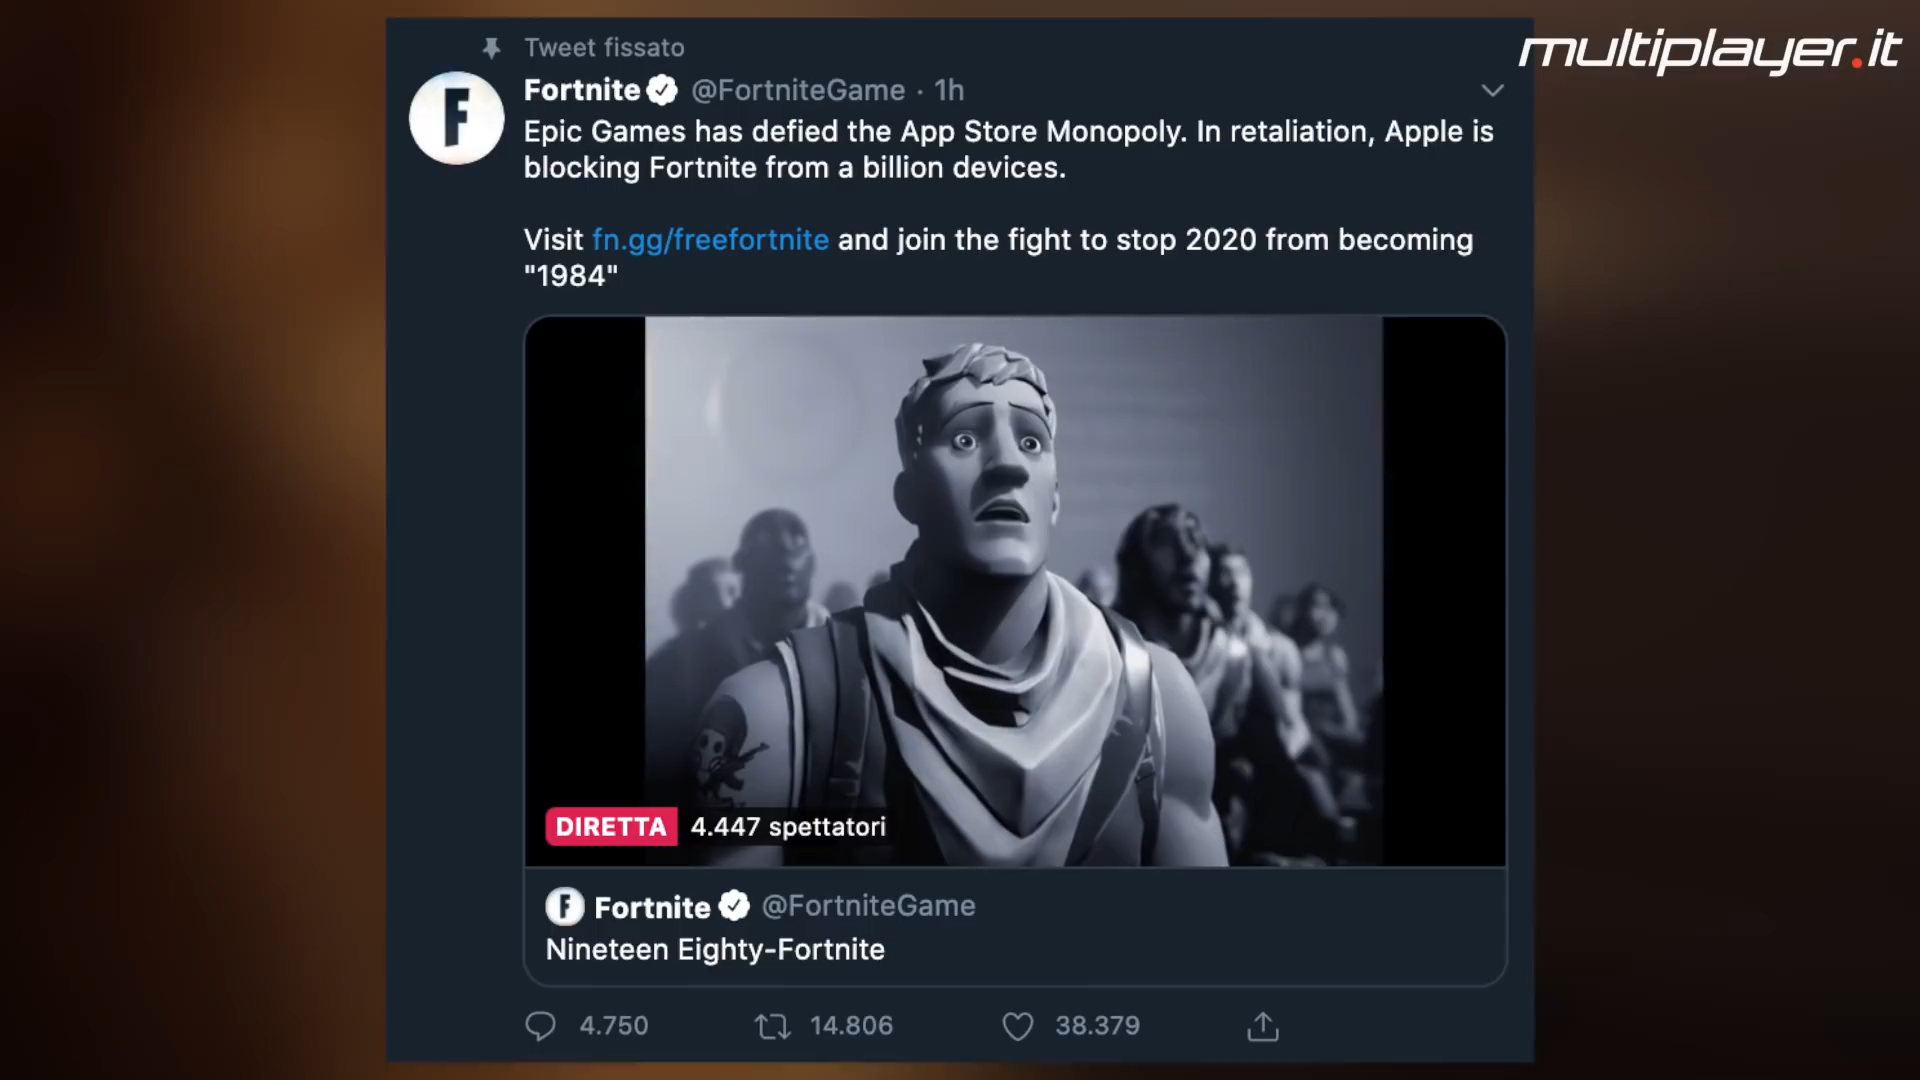 multiplayer.it
Tweet fissato
Fortnite @FortniteGame · 1h
Epic Games has defied the App Store Monopoly. In retaliation, Apple is
blocking Fortnite from a billion devices.
Visit fn.gg/freefortnite and join the fight to stop 2020 from becoming
"1984"
DIRETTA 4.447 spettatori
F Fortnite @FortniteGame
Nineteen Eighty-Fortnite
4.750 14.806 38.379